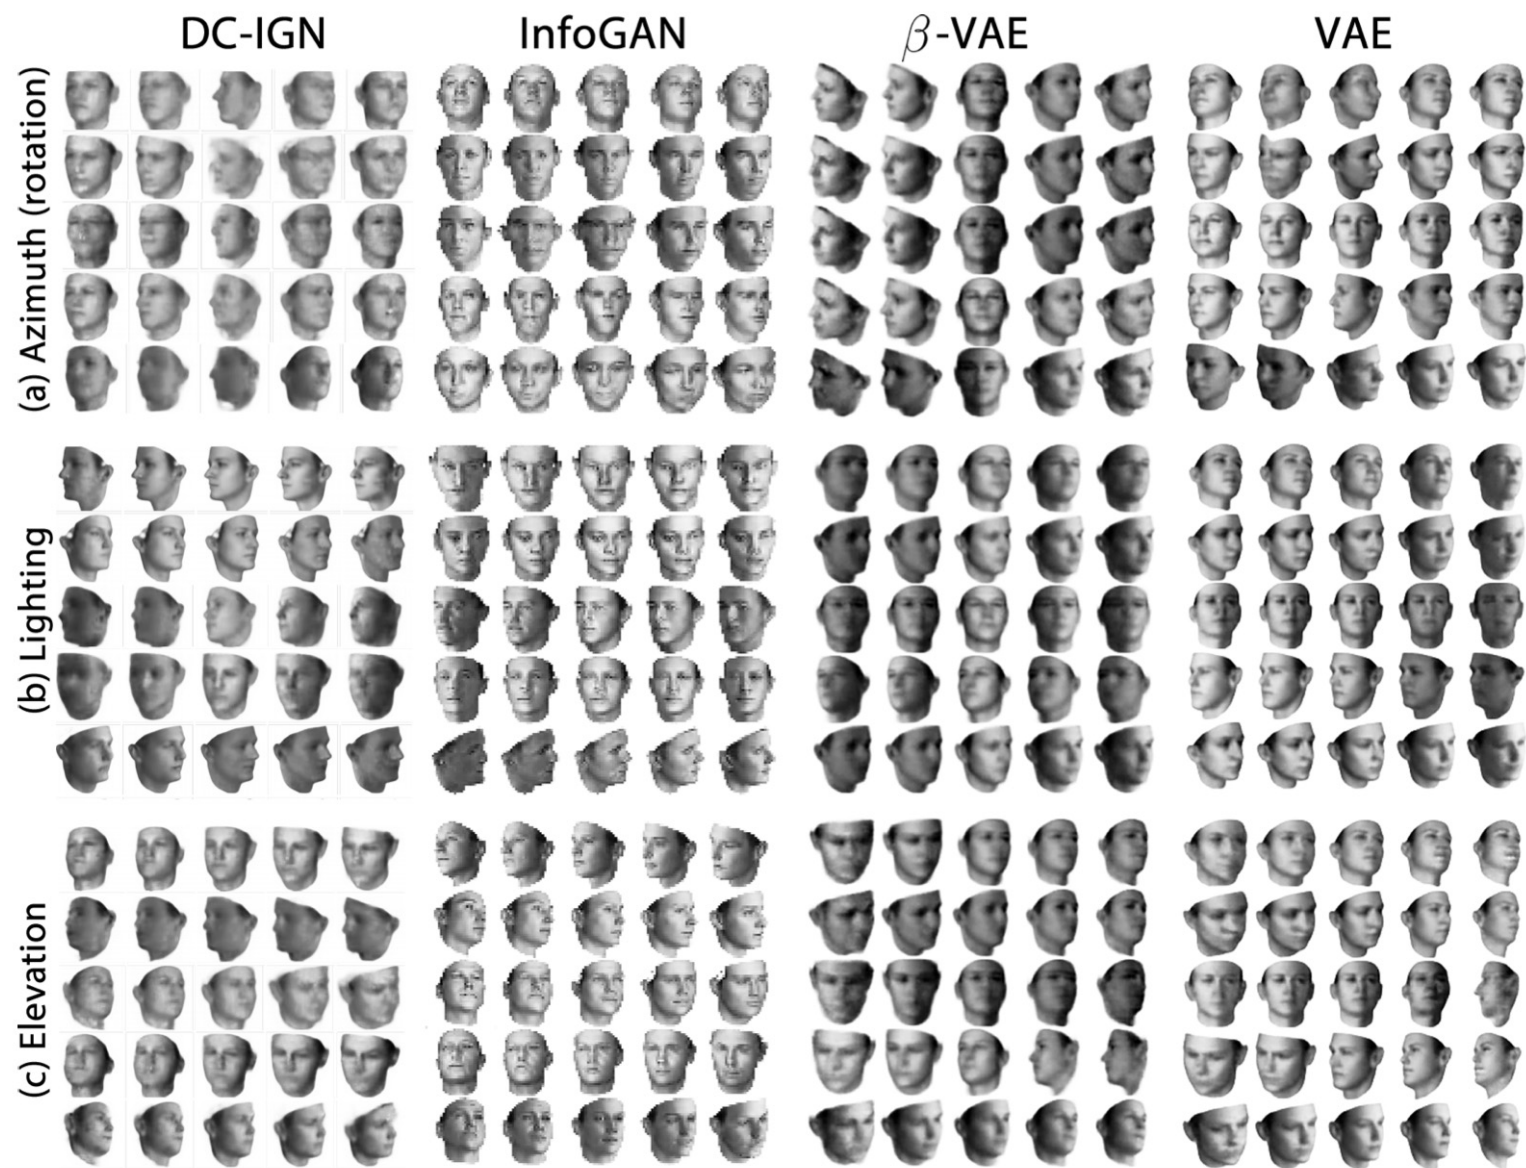 DC-IGN InfoGAN β-VAE VAE
(a) Azimuth (rotation)
(b) Lighting
(c) Elevation